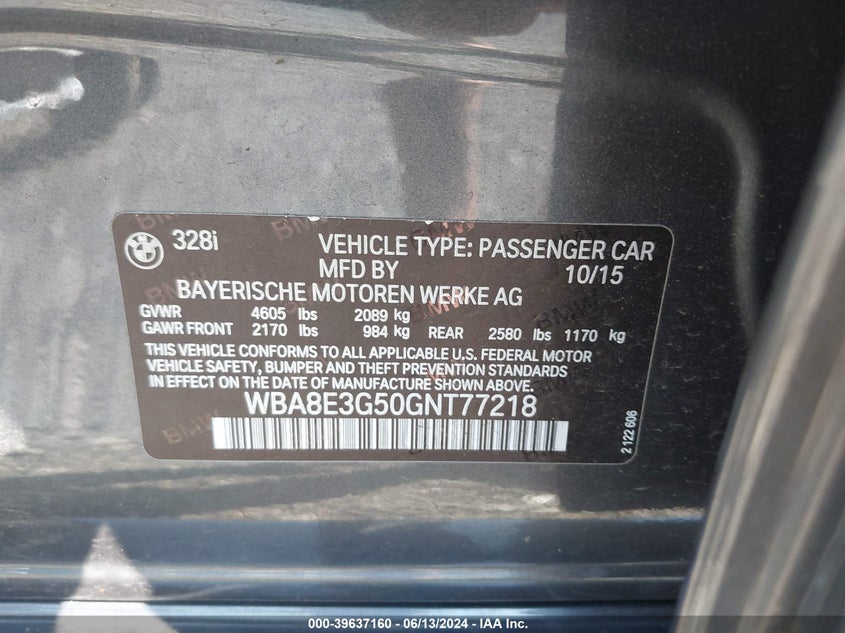 328i VEHICLE TYPE: PASSENGER CAR
MFD BY 10/15
BAYERISCHE MOTOREN WERKE AG
GVWR 4605 lbs 2089 kg
GAWR FRONT 2170 lbs 984 kg REAR 2580 lbs 1170 kg
THIS VEHICLE CONFORMS TO ALL APPLICABLE U.S. FEDERAL MOTOR
VEHICLE SAFETY, BUMPER AND THEFT PREVENTION STANDARDS
IN EFFECT ON THE DATE OF MANUFACTURE SHOWN ABOVE.
WBA8E3G50GNT77218
2 122 606
000-39637160 - 06/13/2024 - IAA Inc.